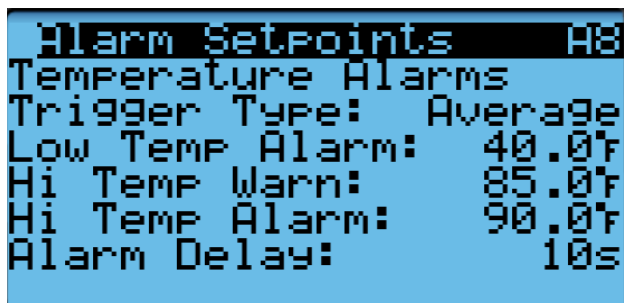 Alarm Setpoints A8
Temperature Alarms
Trigger Type: Average
Low Temp Alarm: 40.0°F
Hi Temp Warn: 85.0°F
Hi Temp Alarm: 90.0°F
Alarm Delay: 10s